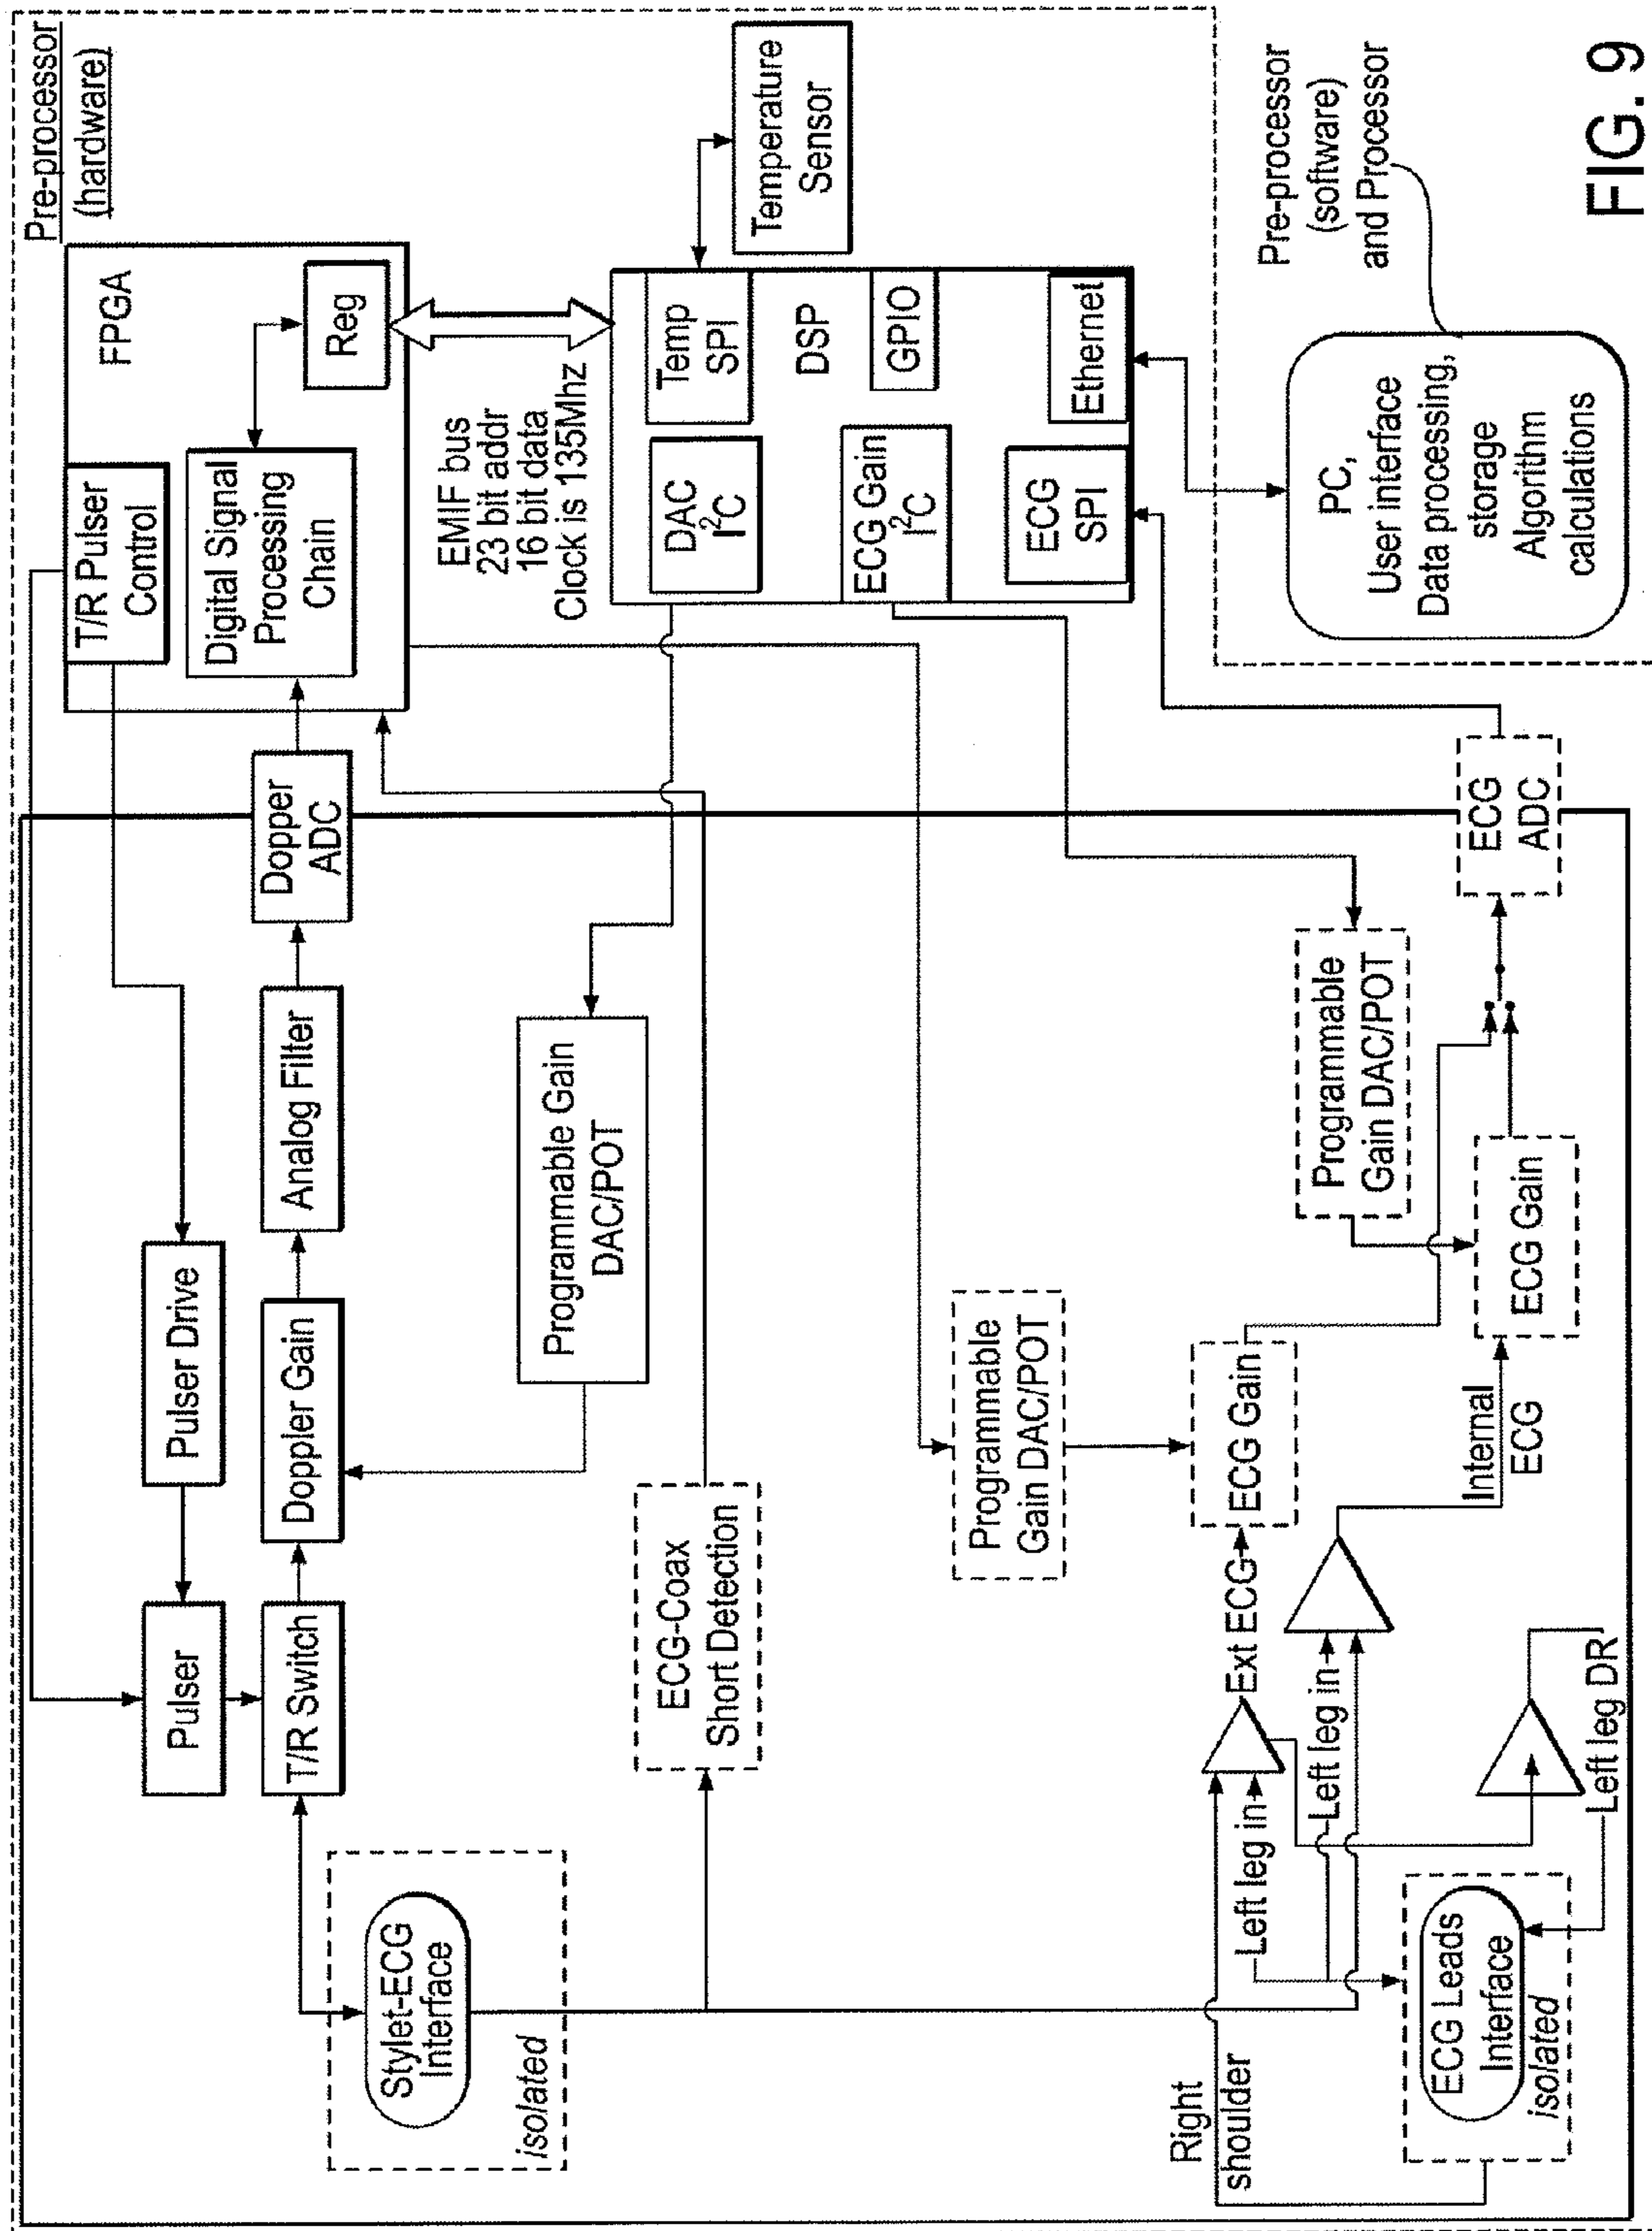 Pre-processor
(hardware)
FPGA
T/R Pulser
Control
Digital Signal
Processing
Chain
Reg
Pulser
Pulser Drive
T/R Switch
Doppler Gain
Analog Filter
Dopper
ADC
Stylet-ECG
Interface
isolated
Programmable Gain
DAC/POT
ECG-Coax
Short Detection
EMIF bus
23 bit addr
16 bit data
Clock is 135Mhz
DAC
I²C
Temp
SPI
DSP
ECG Gain
I²C
GPIO
ECG
SPI
Ethernet
Temperature
Sensor
Programmable
Gain DAC/POT
Right
shoulder
Left leg in
Ext ECG
ECG Gain
Left leg in
Programmable
Gain DAC/POT
Internal
ECG
ECG Gain
ECG
ADC
ECG Leads
Interface
isolated
Left leg DR
PC,
User interface
Data processing,
storage
Algorithm
calculations
Pre-processor
(software)
and Processor
FIG. 9